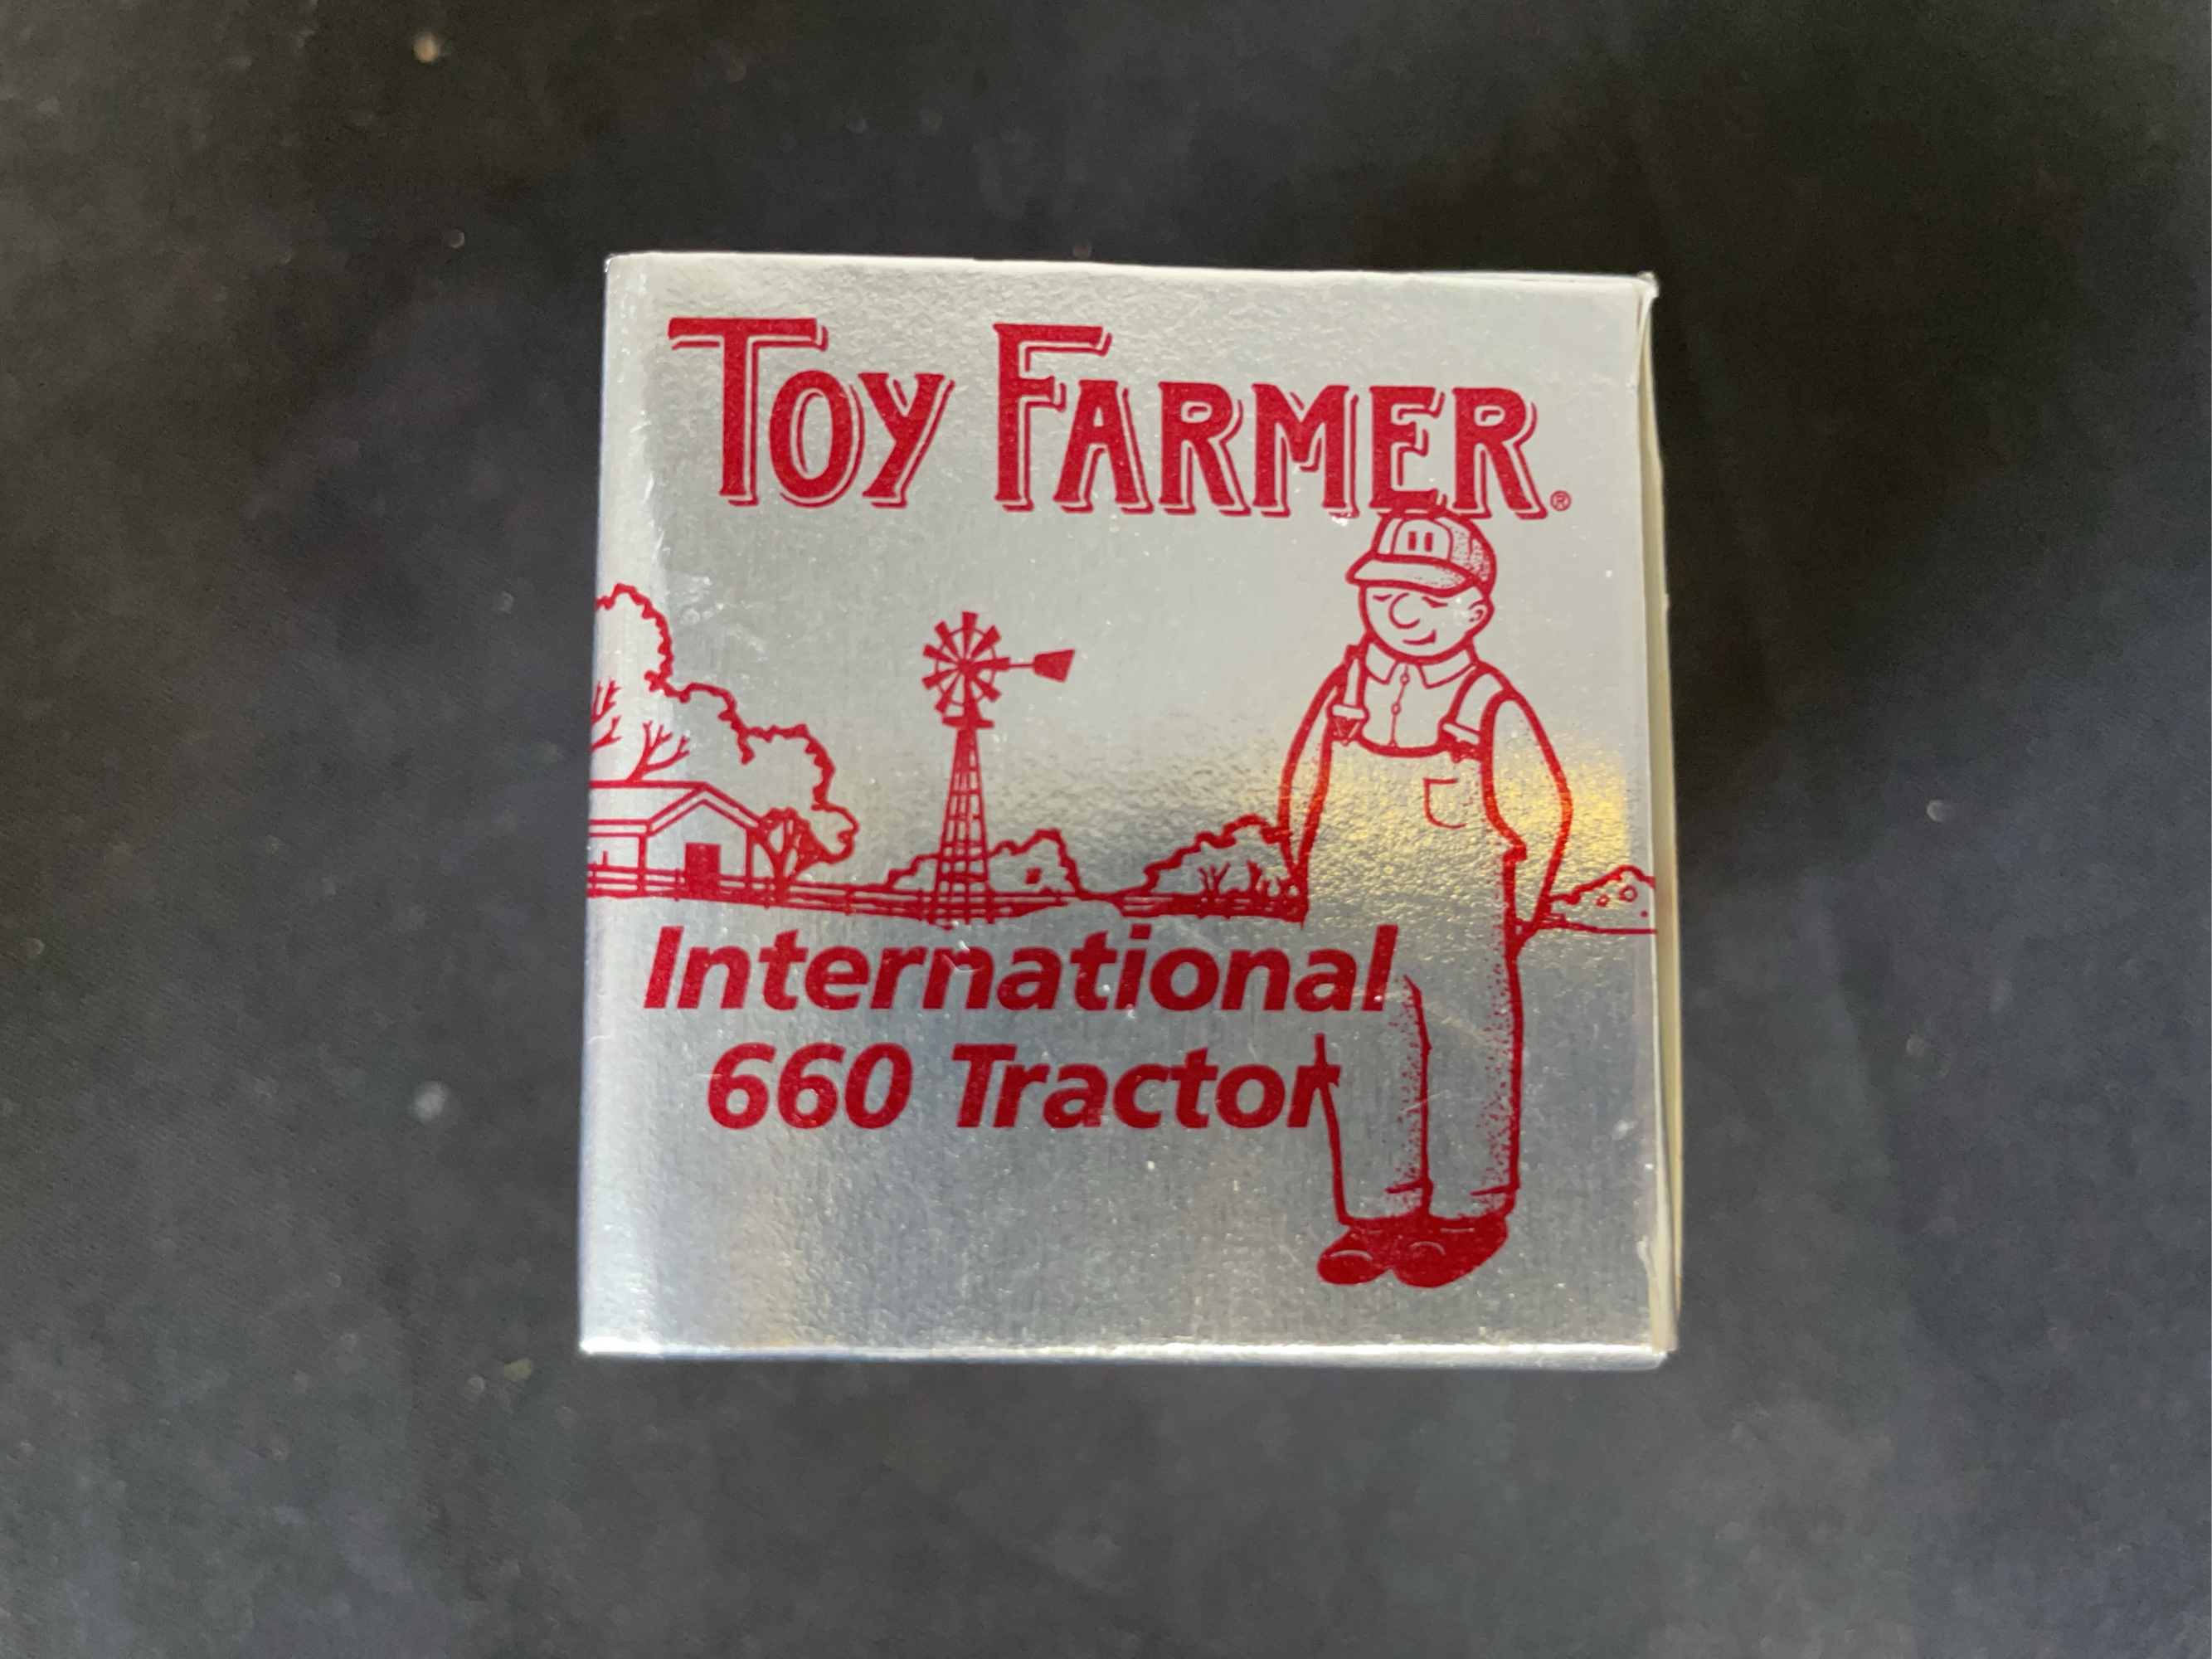 Toy Farmer®
International
660 Tractor